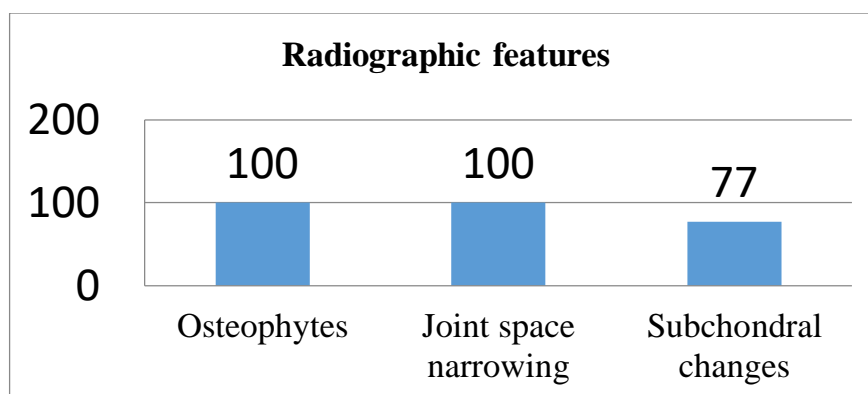 Radiographic features
200
100
0
100
100
77
Osteophytes
Joint space
narrowing
Subchondral
changes